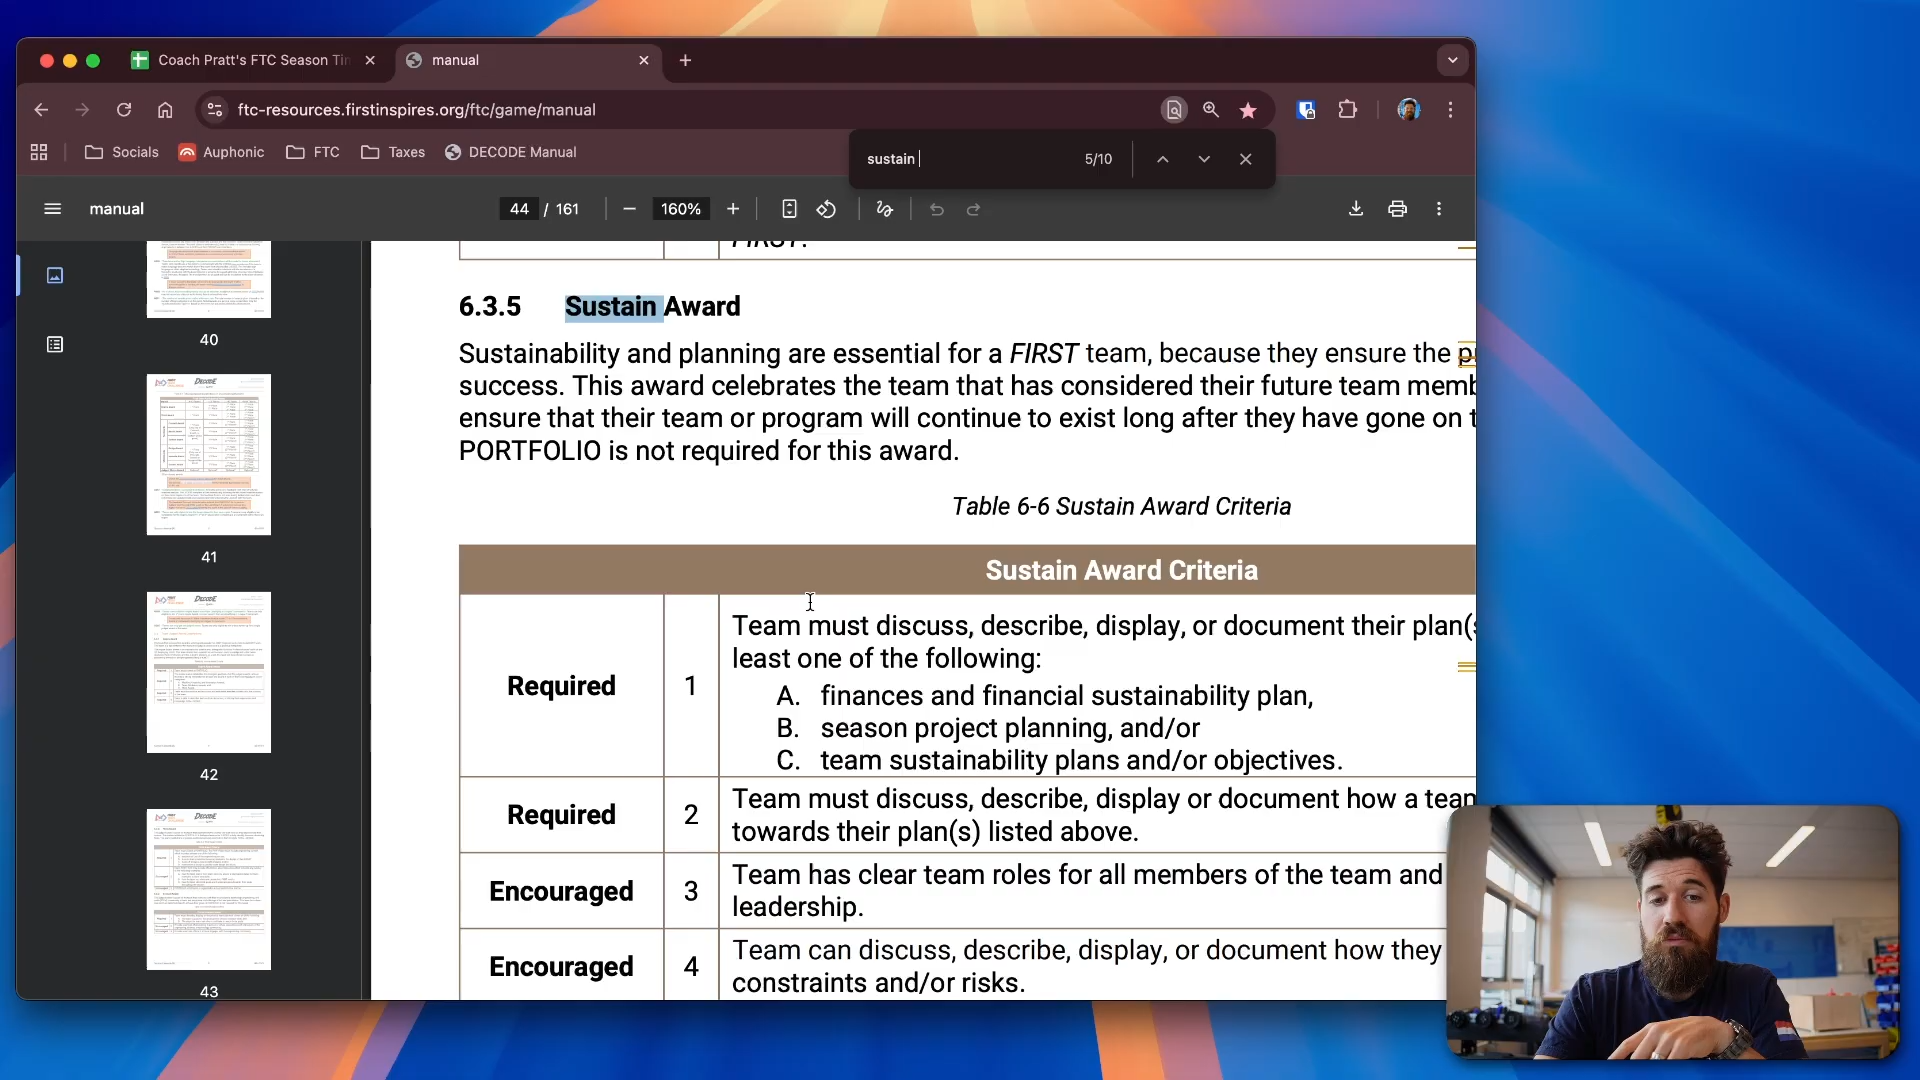 Coach Pratt's FTC Season Tin
manual
ftc-resources.firstinspires.org/ftc/game/manual
Socials
Auphonic
FTC
Taxes
DECODE Manual
sustain
5/10
manual
44 / 161
160%
40
41
42
43
FIRST.
6.3.5 Sustain Award
Sustainability and planning are essential for a FIRST team, because they ensure the
success. This award celebrates the team that has considered their future team memb
ensure that their team or program will continue to exist long after they have gone on t
PORTFOLIO is not required for this award.
Table 6-6 Sustain Award Criteria
Sustain Award Criteria
Required 1
Team must discuss, describe, display, or document their plan(
least one of the following:
A. finances and financial sustainability plan,
B. season project planning, and/or
C. team sustainability plans and/or objectives.
Required 2
Team must discuss, describe, display or document how a team
towards their plan(s) listed above.
Encouraged 3
Team has clear team roles for all members of the team and
leadership.
Encouraged 4
Team can discuss, describe, display, or document how they
constraints and/or risks.